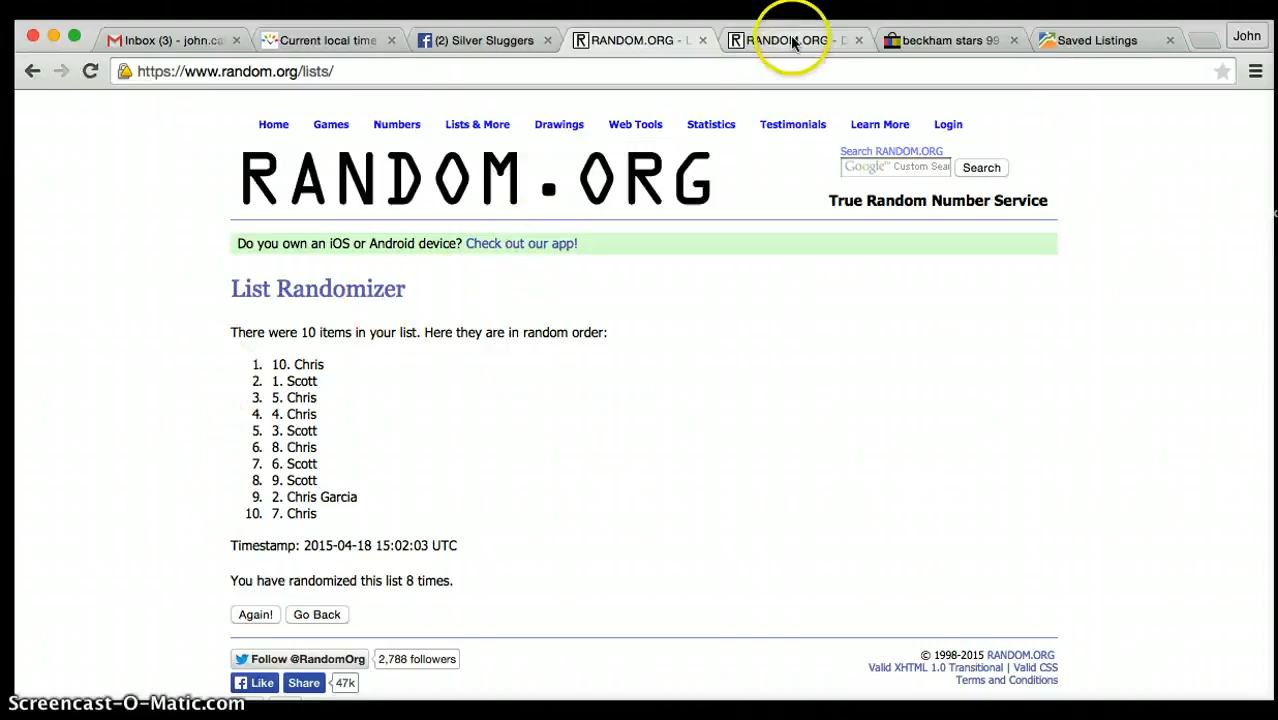 Inbox (3) - john.ca
Current local time
(2) Silver Sluggers
RANDOM.ORG - L
RANDOM.ORG - D
beckham stars 99
Saved Listings
John
https://www.random.org/lists/
Home Games Numbers Lists & More Drawings Web Tools Statistics Testimonials Learn More Login
RANDOM.ORG
Search RANDOM.ORG
Google™ Custom Sear
Search
True Random Number Service
Do you own an iOS or Android device? Check out our app!
List Randomizer
There were 10 items in your list. Here they are in random order:
1. 10. Chris
2. 1. Scott
3. 5. Chris
4. 4. Chris
5. 3. Scott
6. 8. Chris
7. 6. Scott
8. 9. Scott
9. 2. Chris Garcia
10. 7. Chris
Timestamp: 2015-04-18 15:02:03 UTC
You have randomized this list 8 times.
Again! Go Back
Follow @RandomOrg 2,786 followers
Like Share 47k
© 1998-2015 RANDOM.ORG
Valid XHTML 1.0 Transitional | Valid CSS
Terms and Conditions
Screencast-O-Matic.com